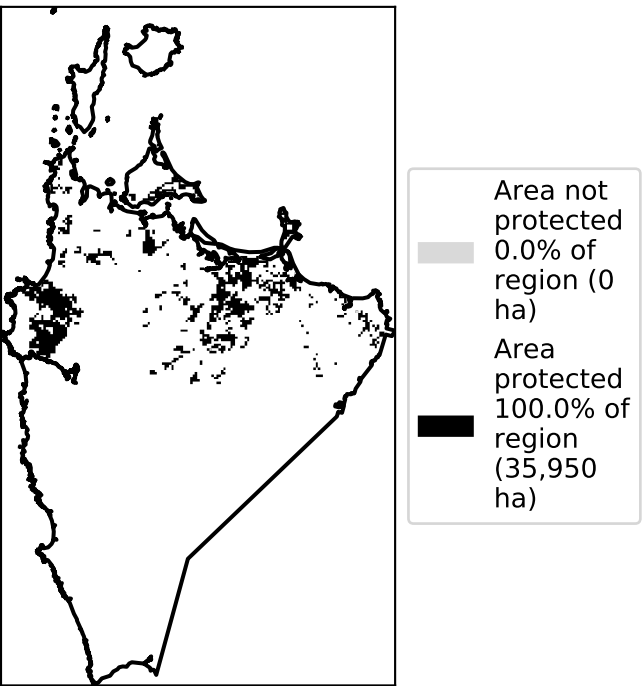 Area not
protected
0.0% of
region (0
ha)
Area
protected
100.0% of
region
(35,950
ha)